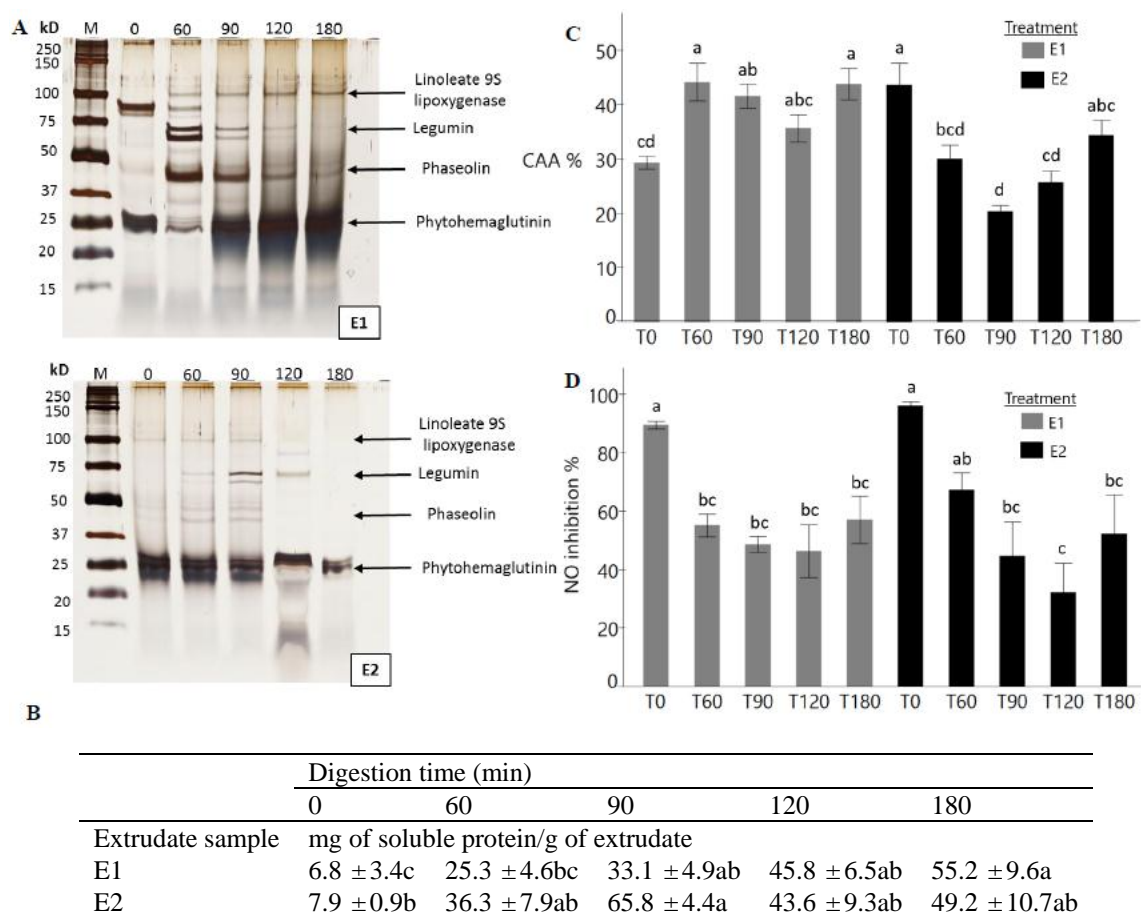 A
kD M 0 60 90 120 180
250
150
100
75
50
37
25
20
15
Linoleate 9S
lipoxygenase
Legumin
Phaseolin
Phytohemaglutinin
E1
kD M 0 60 90 120 180
250
150
100
75
50
37
25
20
15
Linoleate 9S
lipoxygenase
Legumin
Phaseolin
Phytohemaglutinin
E2
C
Treatment
E1
E2
CAA %
50
40
30
20
10
0
cd a ab abc a a bcd d cd abc
T0 T60 T90 T120 T180 T0 T60 T90 T120 T180
D
Treatment
E1
E2
NO inhibition %
100
80
60
40
20
0
a bc bc bc bc a ab bc c bc
T0 T60 T90 T120 T180 T0 T60 T90 T120 T180
B
Digestion time (min)
0 60 90 120 180
Extrudate sample mg of soluble protein/g of extrudate
E1 6.8 ±3.4c 25.3 ±4.6bc 33.1 ±4.9ab 45.8 ±6.5ab 55.2 ±9.6a
E2 7.9 ±0.9b 36.3 ±7.9ab 65.8 ±4.4a 43.6 ±9.3ab 49.2 ±10.7ab